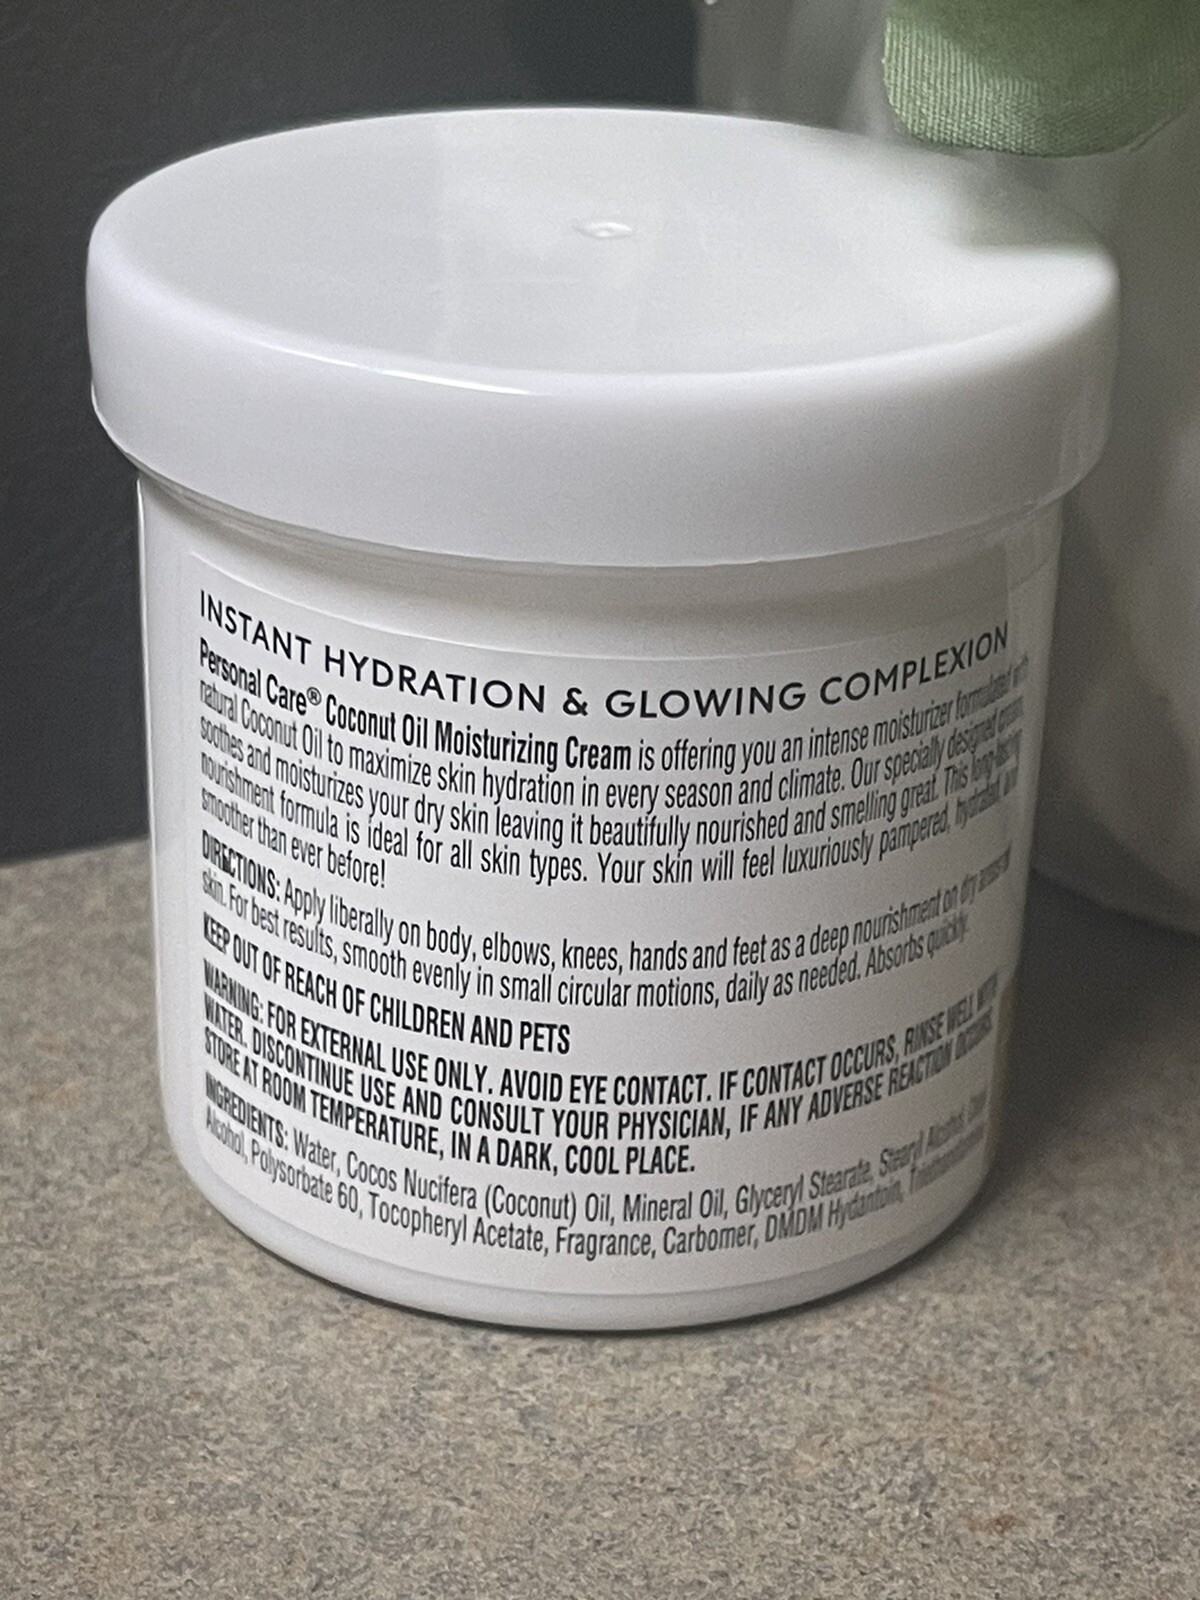 INSTANT HYDRATION & GLOWING COMPLEXION
Personal Care® Coconut Oil Moisturizing Cream is offering you an intense moisturizer formulated with
natural Coconut Oil to maximize skin hydration in every season and climate. Our specially designed cream
soothes and moisturizes your dry skin leaving it beautifully nourished and smelling great. This long-lasting
nourishment formula is ideal for all skin types. Your skin will feel luxuriously pampered, hydrated and
smoother than ever before!
DIRECTIONS: Apply liberally on body, elbows, knees, hands and feet as a deep nourishment on dry areas of
skin. For best results, smooth evenly in small circular motions, daily as needed. Absorbs quickly.
KEEP OUT OF REACH OF CHILDREN AND PETS
WARNING: FOR EXTERNAL USE ONLY. AVOID EYE CONTACT. IF CONTACT OCCURS, RINSE WELL WITH
WATER. DISCONTINUE USE AND CONSULT YOUR PHYSICIAN, IF ANY ADVERSE REACTION OCCURS.
STORE AT ROOM TEMPERATURE, IN A DARK, COOL PLACE.
INGREDIENTS: Water, Cocos Nucifera (Coconut) Oil, Mineral Oil, Glyceryl Stearate, Stearyl Alcohol,
Alcohol, Polysorbate 60, Tocopheryl Acetate, Fragrance, Carbomer, DMDM Hydantoin,